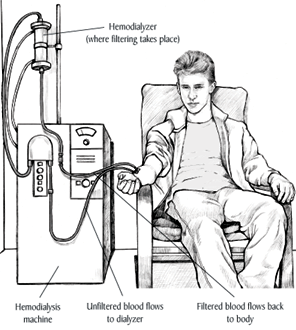 Hemodialyzer
(where filtering takes place)
Hemodialysis
machine
Unfiltered blood flows
to dialyzer
Filtered blood flows back
to body